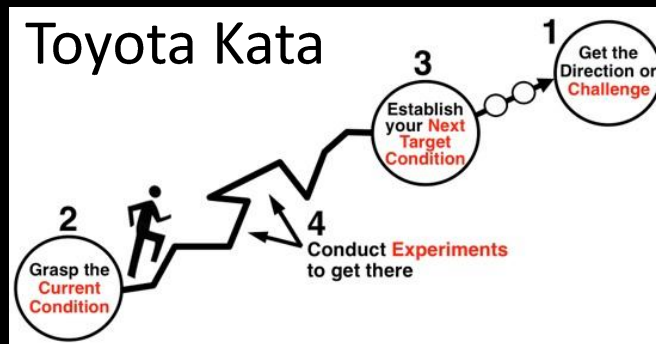 Toyota Kata
1
Get the
Direction or
Challenge
2
Grasp the
Current
Condition
3
Establish
your Next
Target
Condition
4
Conduct Experiments
to get there